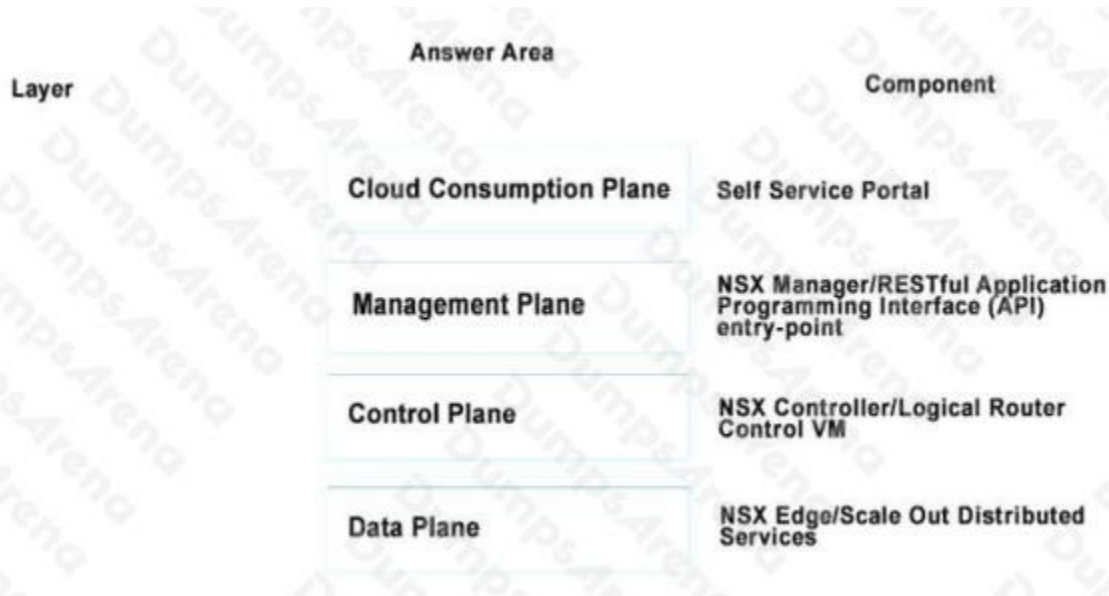 Answer Area
Layer
Component
Cloud Consumption Plane
Self Service Portal
Management Plane
NSX Manager/RESTful Application
Programming Interface (API)
entry-point
Control Plane
NSX Controller/Logical Router
Control VM
Data Plane
NSX Edge/Scale Out Distributed
Services
DumpsArena